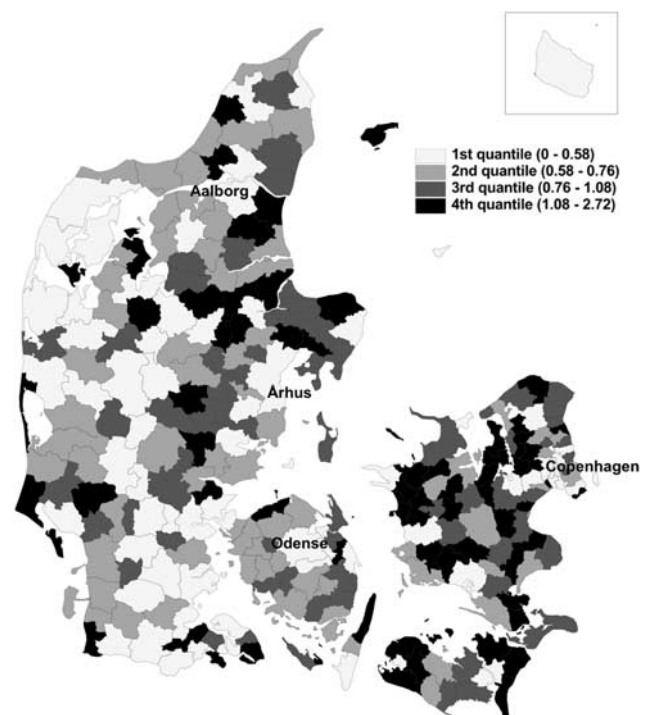 1st quantile (0 - 0.58)
2nd quantile (0.58 - 0.76)
3rd quantile (0.76 - 1.08)
4th quantile (1.08 - 2.72)
Aalborg
Århus
Copenhagen
Odense